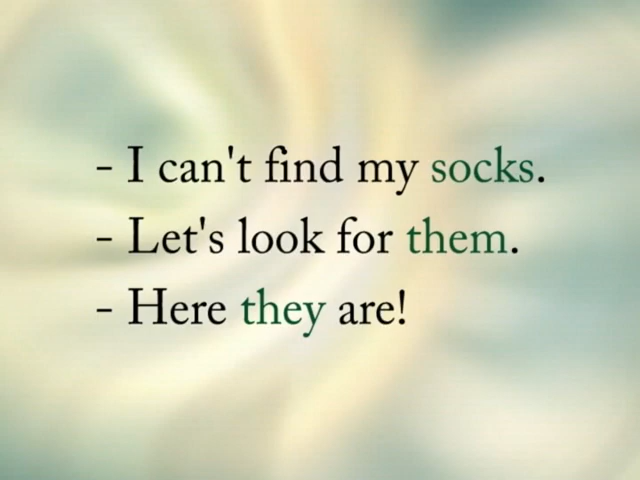 - I can't find my socks.
- Let's look for them.
- Here they are!